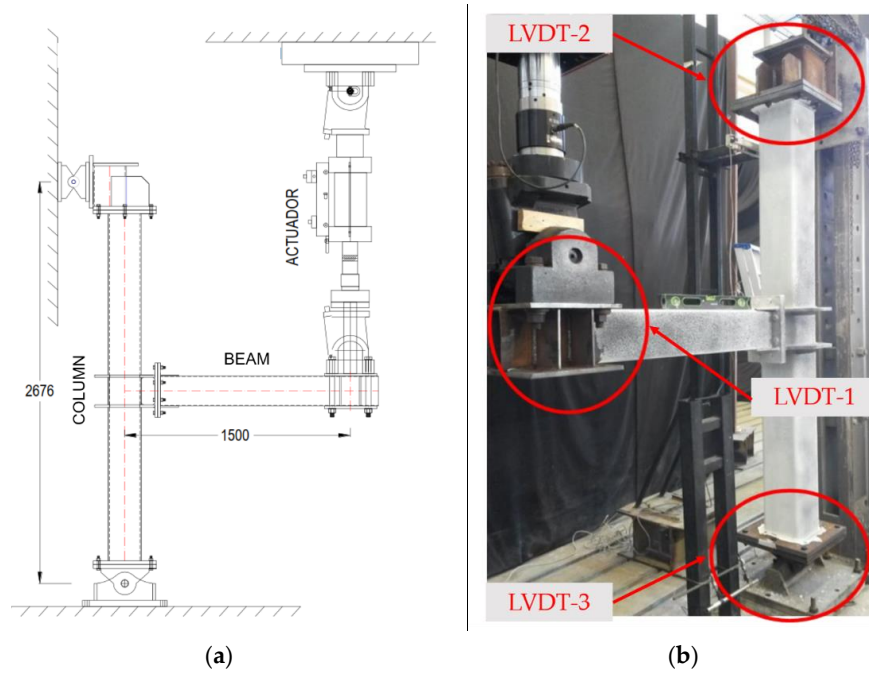 ACTUADOR
BEAM
COLUMN
2676
1500
(a)
LVDT-2
LVDT-1
LVDT-3
(b)